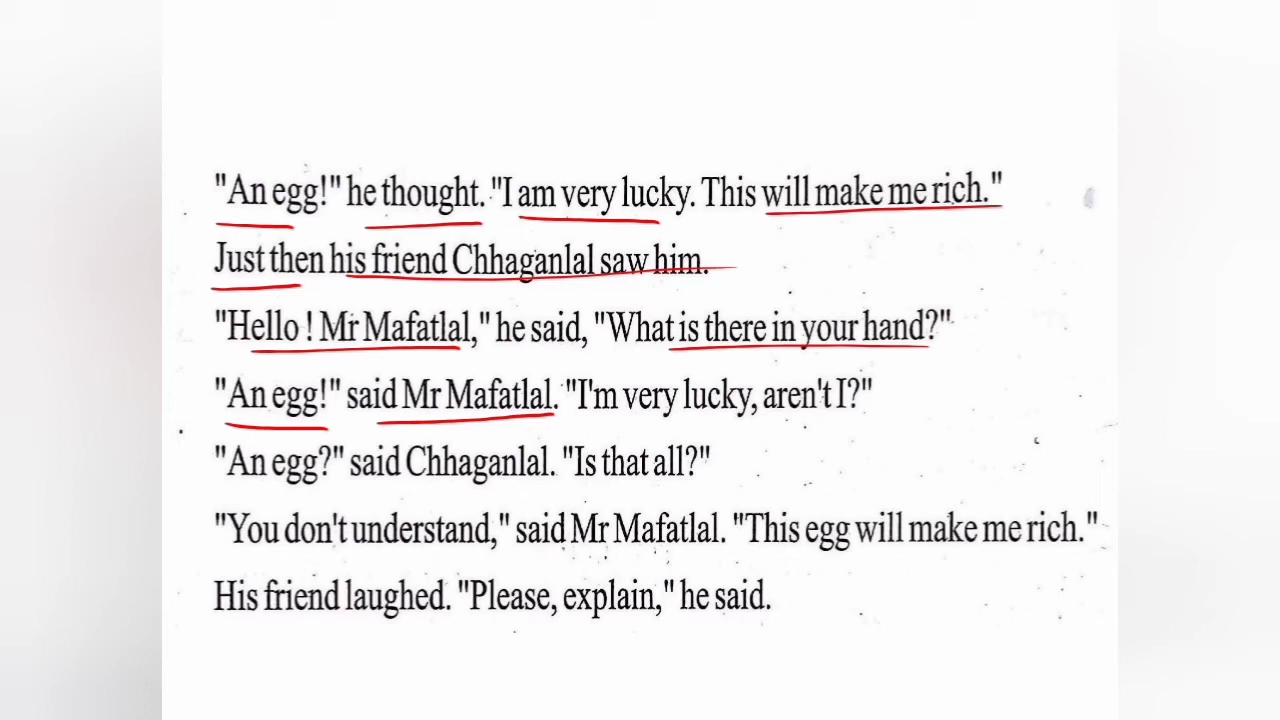 "An egg!" he thought. "I am very lucky. This will make me rich."
Just then his friend Chhaganlal saw him.
"Hello ! Mr Mafatlal," he said, "What is there in your hand?"
"An egg!" said Mr Mafatlal. "I'm very lucky, aren't I?"
"An egg?" said Chhaganlal. "Is that all?"
"You don't understand," said Mr Mafatlal. "This egg will make me rich."
His friend laughed. "Please, explain," he said.